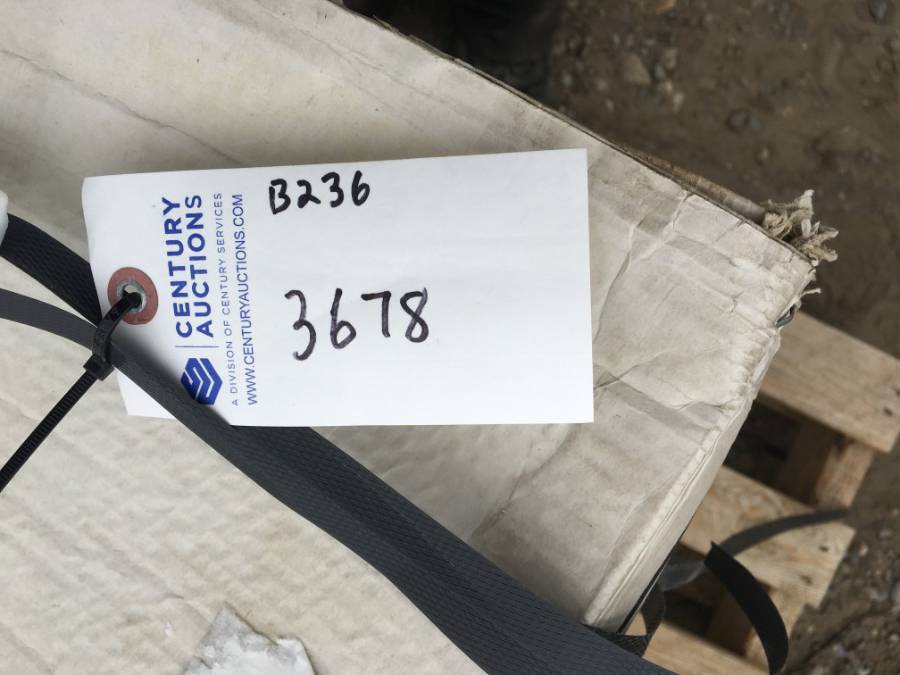 CENTURY
AUCTIONS
A DIVISION OF CENTURY SERVICES
WWW.CENTURYAUCTIONS.COM
B236
3678